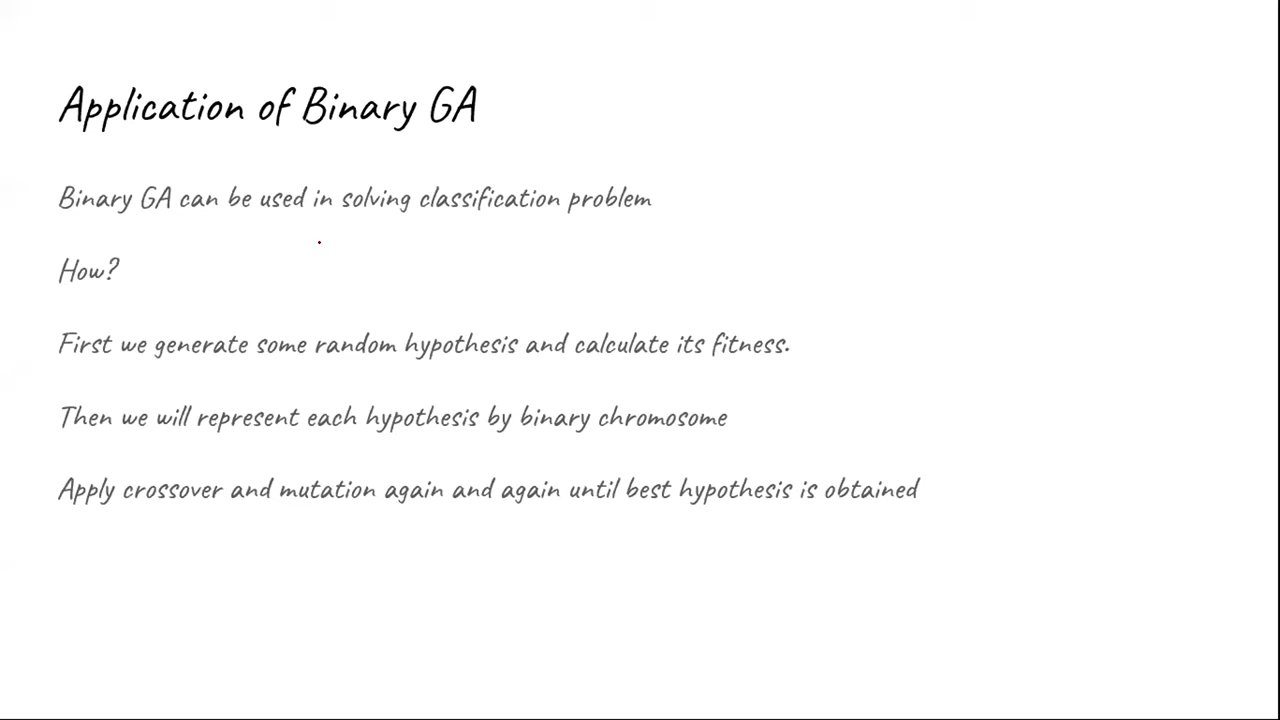 Application of Binary GA
Binary GA can be used in solving classification problem
How?
First we generate some random hypothesis and calculate its fitness.
Then we will represent each hypothesis by binary chromosome
Apply crossover and mutation again and again until best hypothesis is obtained